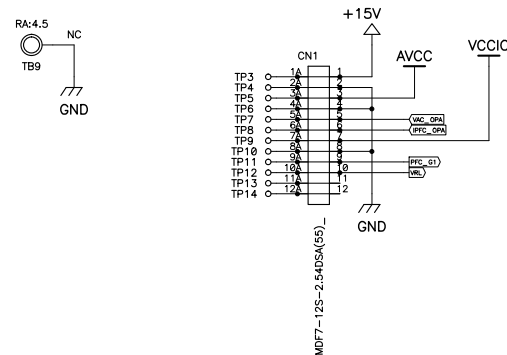 RA:4.5
NC
TB9
GND
+15V
CN1
AVCC
VCCIC
TP3 1A 1
TP4 2A 2
TP5 3A 3
TP6 4A 4
TP7 5A 5 VAC_OPA
TP8 6A 6 IPFC_OPA
TP9 7A 7
TP10 8A 8
TP11 9A 9 PFC_G1
TP12 10A 10 VRL
TP13 11A 11
TP14 12A 12
GND
MDF7-12S-2.54DSA(55)_